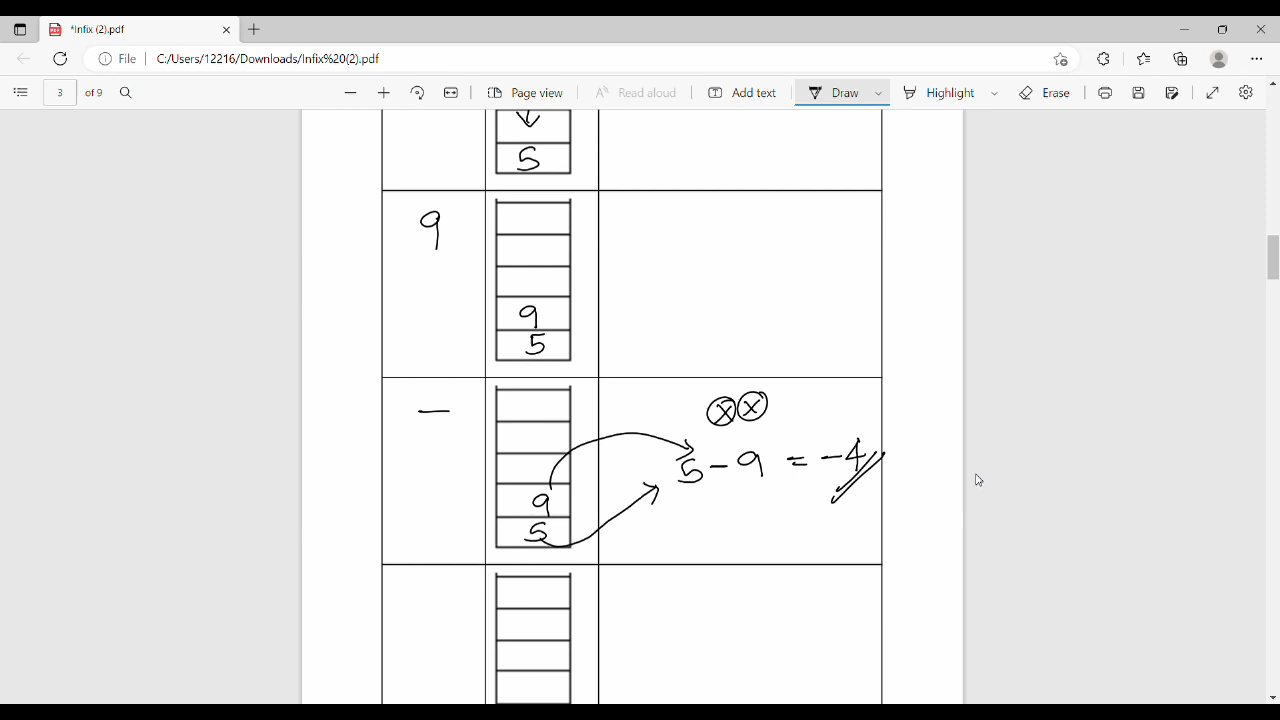 *Infix (2).pdf
File C:/Users/12216/Downloads/Infix%20(2).pdf
3 of 9 Page view Read aloud Add text Draw Highlight Erase
5
9
9
5
—
X X
5 - 9 = -4
9
5